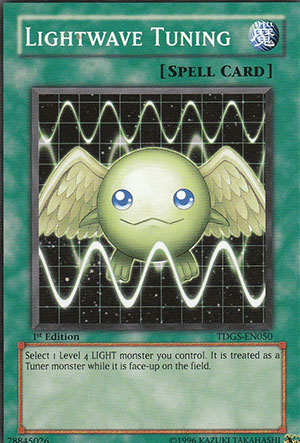 LIGHTWAVE TUNING
魔
[SPELL CARD]
1st Edition
TDGS-EN050
Select 1 Level 4 LIGHT monster you control. It is treated as a
Tuner monster while it is face-up on the field.
78845026
©1996 KAZUKI TAKAHASHI